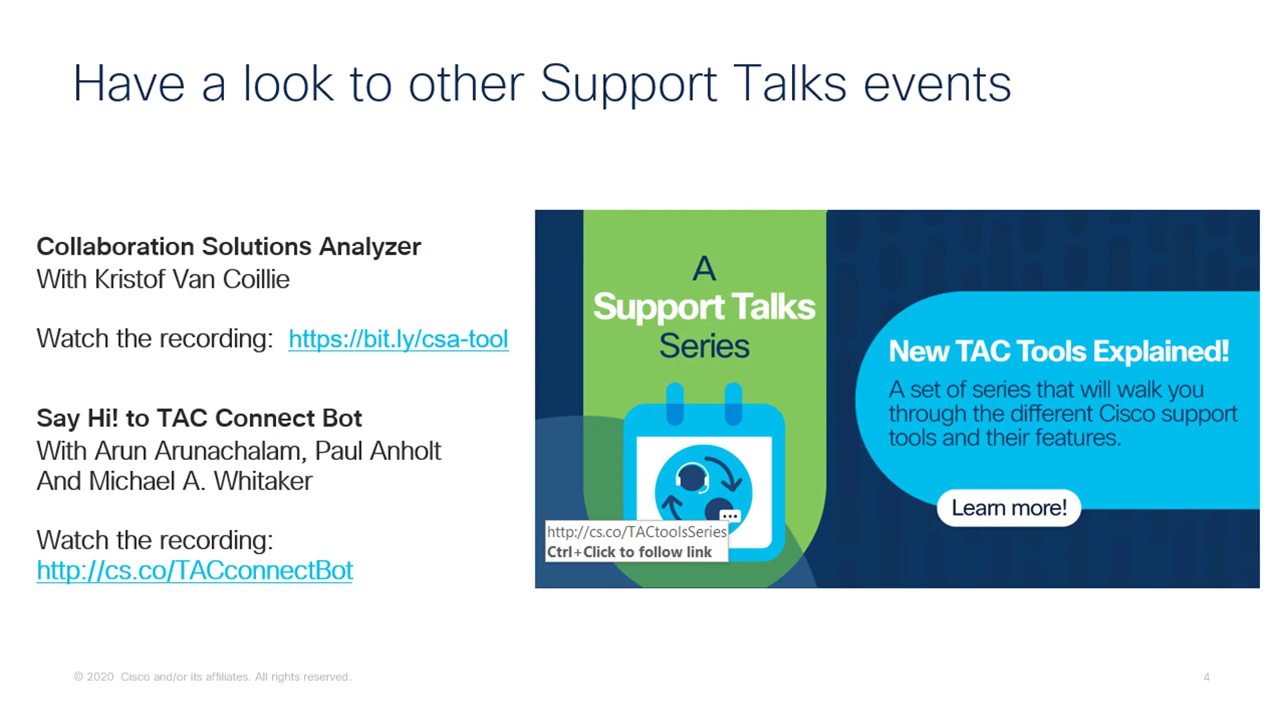 Have a look to other Support Talks events
Collaboration Solutions Analyzer
With Kristof Van Coillie
Watch the recording: https://bit.ly/csa-tool
Say Hi! to TAC Connect Bot
With Arun Arunachalam, Paul Anholt
And Michael A. Whitaker
Watch the recording:
http://cs.co/TACconnectBot
A
Support Talks
Series
http://cs.co/TACtoolsSeries
Ctrl+Click to follow link
New TAC Tools Explained!
A set of series that will walk you
through the different Cisco support
tools and their features.
Learn more!
© 2020 Cisco and/or its affiliates. All rights reserved.
4